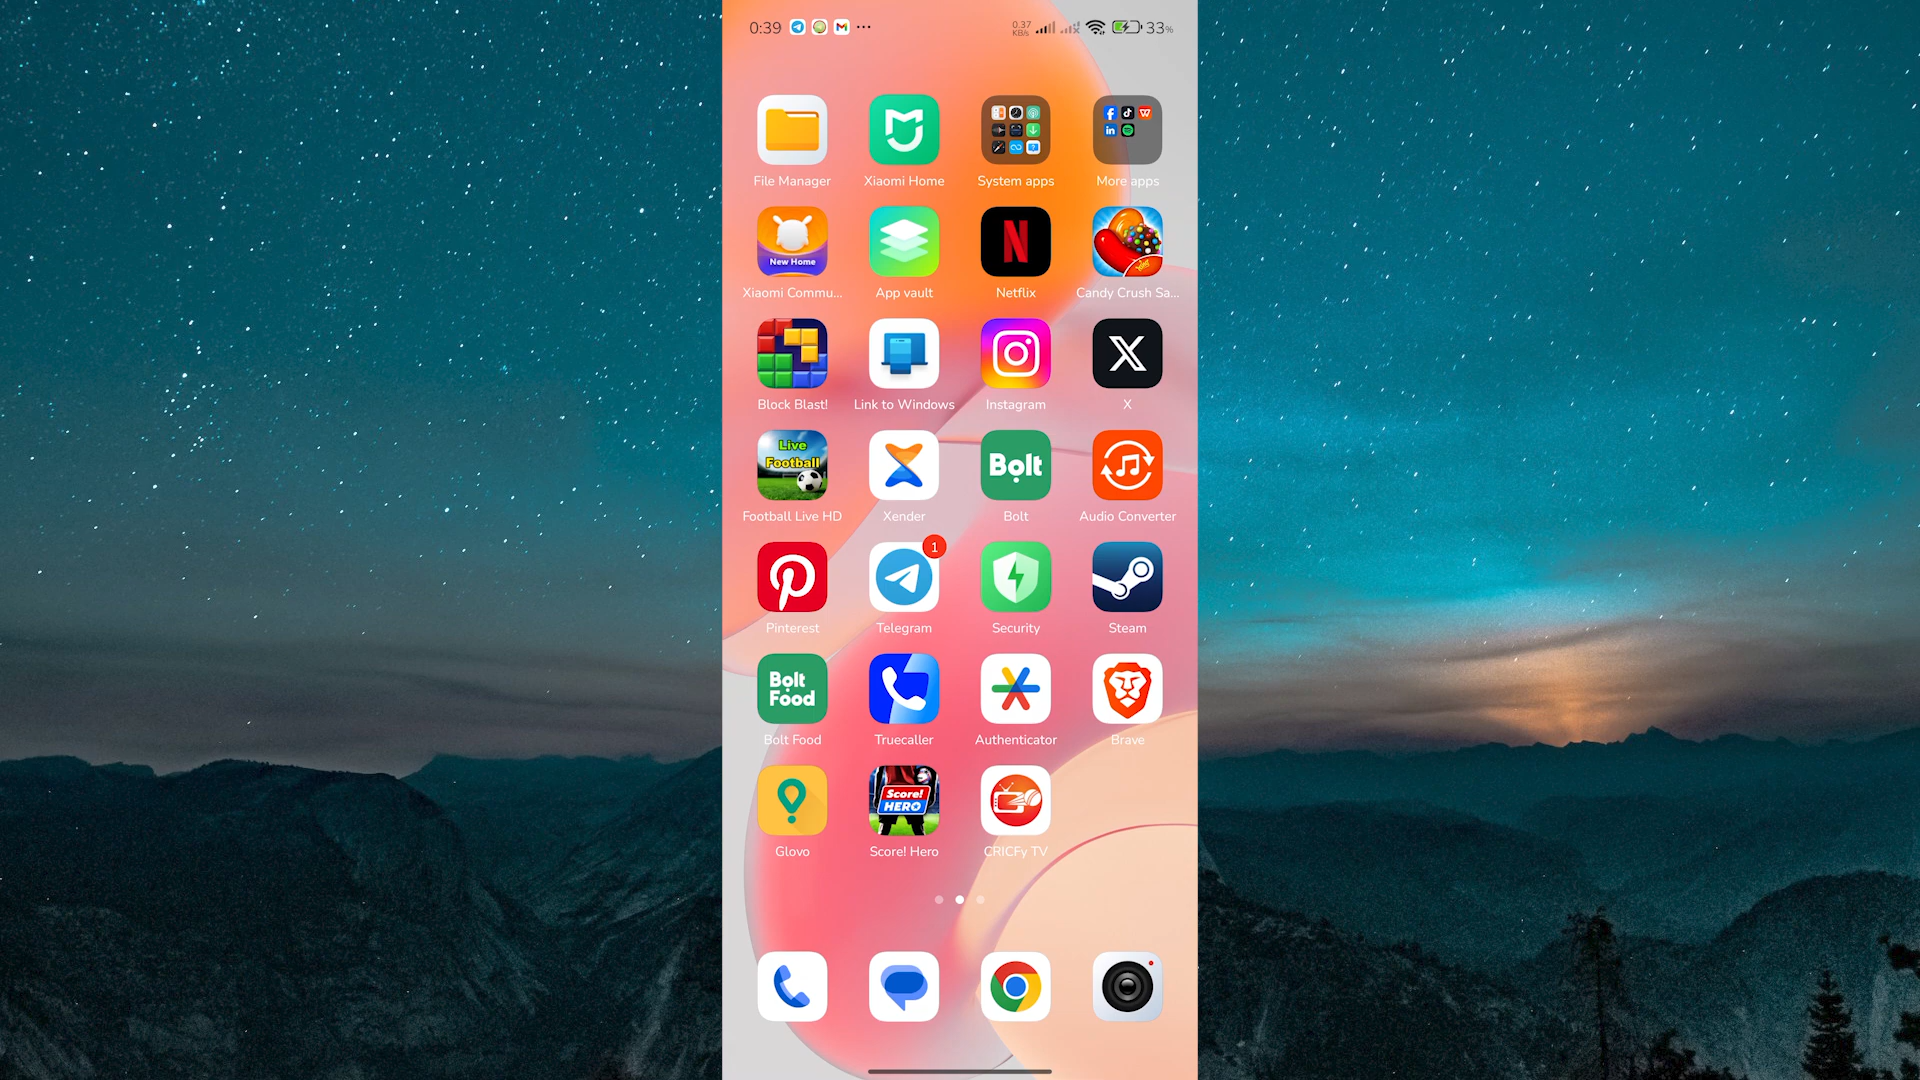 0:39
0.37
KB/s
33%
File Manager
Xiaomi Home
System apps
More apps
New Home
Xiaomi Commu...
App vault
Netflix
Candy Crush Sa...
Block Blast!
Link to Windows
Instagram
X
Live
Football
Football Live HD
Xender
Bolt
Bolt
Audio Converter
1
Pinterest
Telegram
Security
Steam
Bolt
Food
Bolt Food
Truecaller
Authenticator
Brave
Glovo
Score!
HERO
Score! Hero
CRICFy TV